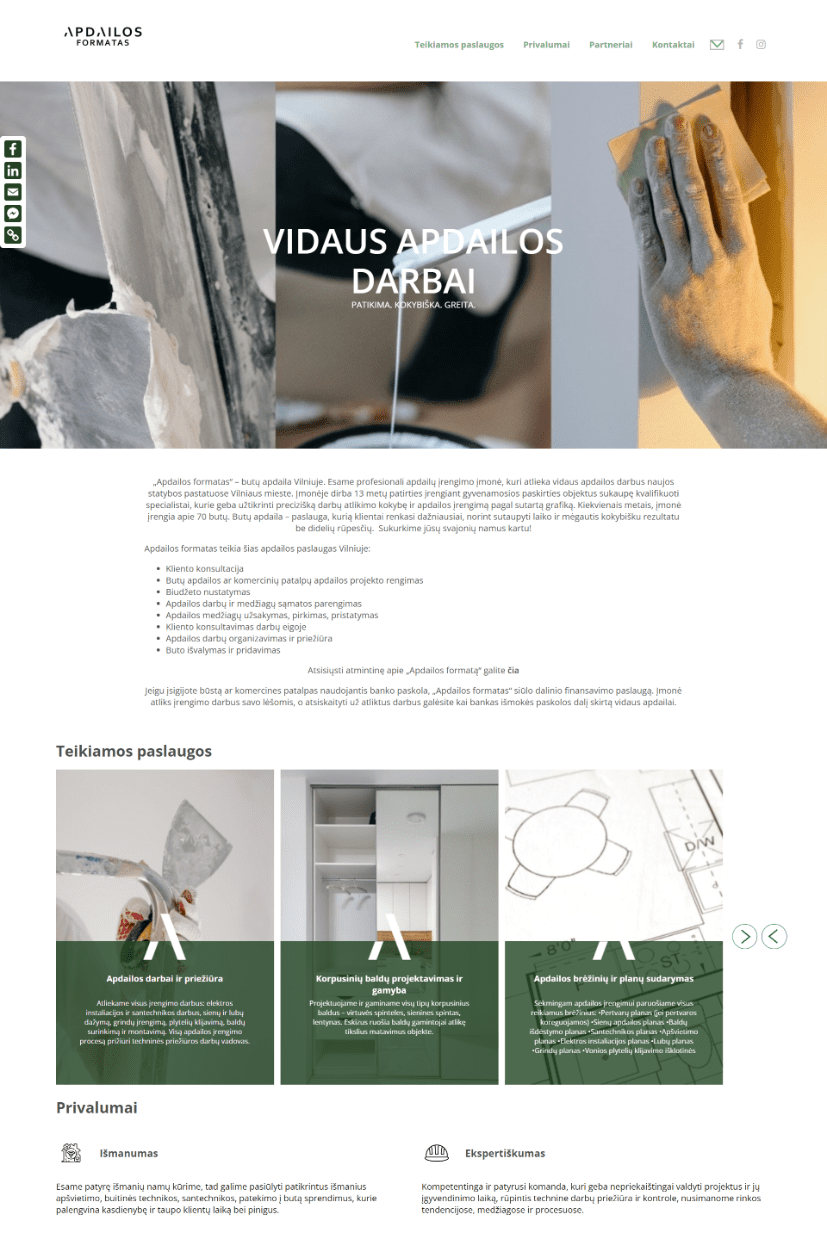 APDAILOS
FORMATAS
Teikiamos paslaugos Privalumai Partneriai Kontaktai
VIDAUS APDAILOS
DARBAI
PATIKIMA. KOKYBIŠKA. GREITA.
„Apdailos formatas“ – butų apdaila Vilniuje. Esame profesionali apdailų įrengimo įmonė, kuri atlieka vidaus apdailos darbus naujos
statybos pastatuose Vilniaus mieste. Įmonėje dirba 13 metų patirties įrengiant gyvenamosios paskirties objektus sukaupę kvalifikuoti
specialistai, kurie geba užtikrinti precizišką darbų atlikimo kokybę ir apdailos įrengimą pagal sutartą grafiką. Kiekvienais metais, įmonė
įrengia apie 70 butų. Butų apdaila – paslauga, kurią klientai renkasi dažniausiai, norint sutaupyti laiko ir mėgautis kokybišku rezultatu
be didelių rūpesčių. Sukurkime jūsų svajonių namus kartu!
Apdailos formatas teikia šias apdailos paslaugas Vilniuje:
• Kliento konsultacija
• Butų apdailos ar komercinių patalpų apdailos projekto rengimas
• Biudžeto nustatymas
• Apdailos darbų ir medžiagų sąmatos parengimas
• Apdailos medžiagų užsakymas, pirkimas, pristatymas
• Kliento konsultavimas darbų eigoje
• Apdailos darbų organizavimas ir priežiūra
• Buto išvalymas ir pridavimas
Atsisiųsti atmintinę apie „Apdailos formatą“ galite čia
Jeigu įsigijote būstą ar komercines patalpas naudojantis banko paskola, „Apdailos formatas“ siūlo dalinio finansavimo paslaugą. Įmonė
atliks įrengimo darbus savo lėšomis, o atsiskaityti už atliktus darbus galėsite kai bankas išmokės paskolos dalį skirtą vidaus apdailai.
Teikiamos paslaugos
D/W
8'0"
ST.
Apdailos darbai ir priežiūra
Atliekame visus įrengimo darbus: elektros
instaliacijos ir santechnikos darbus, sienų ir lubų
dažymą, grindų įrengimą, plytelių klijavimą, baldų
surinkimą ir montavimą. Visą apdailos įrengimo
procesą prižiūri techninės priežiūros darbų vadovas.
Korpusinių baldų projektavimas ir
gamyba
Projektuojame ir gaminame visų tipų korpusinius
baldus – virtuvės spinteles, sienines spintas,
lentynas. Eskizus ruošia baldų gamintojai atlikę
tikslius matavimus objekte.
Apdailos brėžinių ir planų sudarymas
Sėkmingam apdailos įrengimui paruošiame visus
reikiamus brėžinius: •Pertvarų planas (jei pertvaros
koreguojamos) •Sienų apdailos planas •Baldų
išdėstymo planas •Santechnikos planas •Apšvietimo
planas •Elektros instaliacijos planas •Lubų planas
•Grindų planas •Vonios plytelių klijavimo išklotinės
Privalumai
Išmanumas
Esame patyrę išmanių namų kūrime, tad galime pasiūlyti patikrintus išmanius
apšvietimo, buitinės technikos, santechnikos, patekimo į butą sprendimus, kurie
palengvina kasdienybę ir taupo klientų laiką bei pinigus.
Ekspertiškumas
Kompetentinga ir patyrusi komanda, kuri geba nepriekaištingai valdyti projektus ir jų
įgyvendinimo laiką, rūpintis technine darbų priežiūra ir kontrole, nusimanome rinkos
tendencijose, medžiagose ir procesuose.